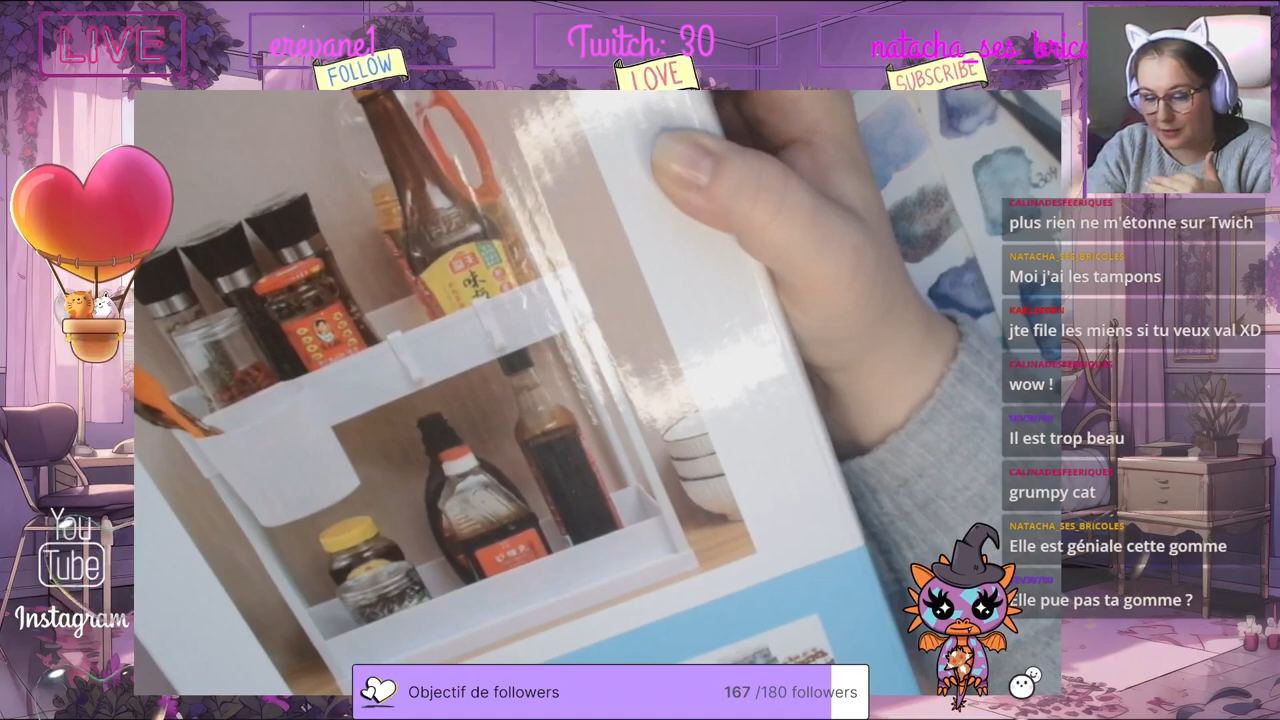 LIVE
erevane1
Twitch: 30
natacha_ses_brico
FOLLOW
LOVE
SUBSCRIBE
CALINADESFEERIQUES
plus rien ne m'étonne sur Twich
NATACHA_SES_BRICOLES
Moi j'ai les tampons
jte file les miens si tu veux val XD
CALINADESFEERIQUES
wow !
Il est trop beau
CALINADESFEERIQUES
grumpy cat
NATACHA_SES_BRICOLES
Elle est géniale cette gomme
Elle pue pas ta gomme ?
You
Tube
Instagram
Objectif de followers
167 /180 followers